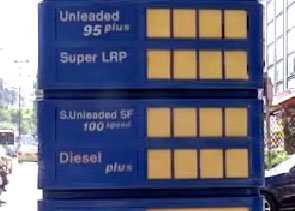 Unleaded
95 plus
Super LRP
S.Unleaded SF
100 speed
Diesel
plus